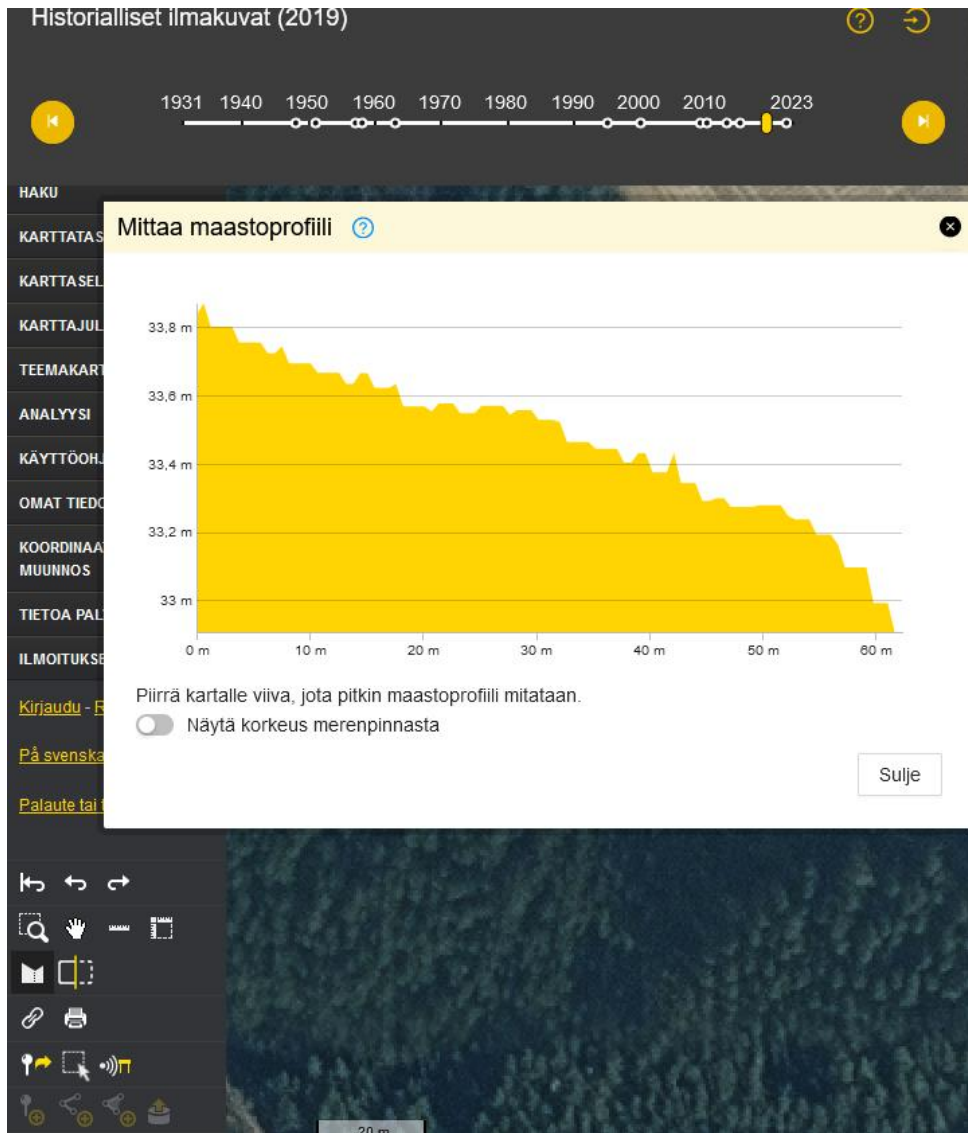 Historialliset ilmakuvat (2019)
1931 1940 1950 1960 1970 1980 1990 2000 2010 2023
HAKU
Mittaa maastoprofiili
KARTTATAS
KARTTASEL
KARTTAJUL
TEEMAKART
ANALYYSI
KÄYTTÖOHJ
OMAT TIEDO
KOORDINAAT
MUUNNOS
TIETOA PAL
ILMOITUKSE
33,8 m
33,6 m
33,4 m
33,2 m
33 m
0 m 10 m 20 m 30 m 40 m 50 m 60 m
Piirrä kartalle viiva, jota pitkin maastoprofiili mitataan.
Näytä korkeus merenpinnasta
Sulje
Kirjaudu - R
På svenska
Palaute tai t
20 m